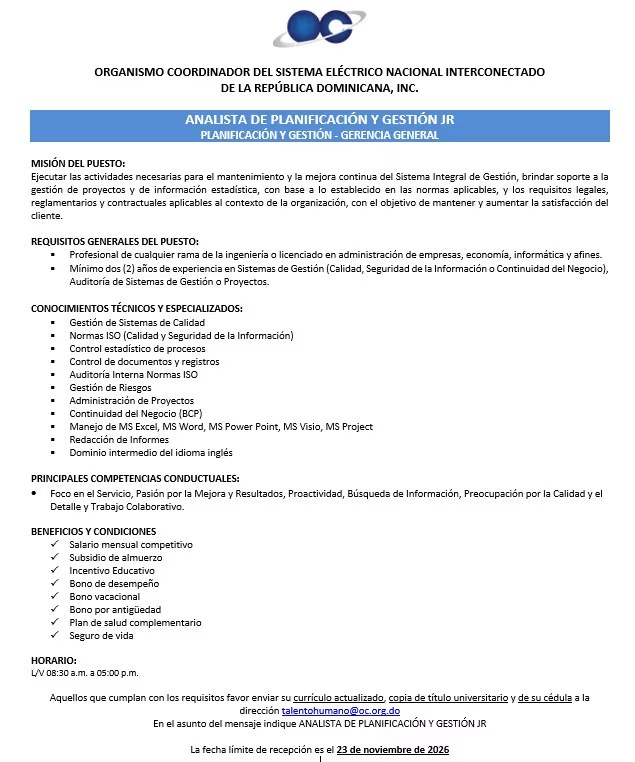 OC
ORGANISMO COORDINADOR DEL SISTEMA ELÉCTRICO NACIONAL INTERCONECTADO
DE LA REPÚBLICA DOMINICANA, INC.
ANALISTA DE PLANIFICACIÓN Y GESTIÓN JR
PLANIFICACIÓN Y GESTIÓN - GERENCIA GENERAL
MISIÓN DEL PUESTO:
Ejecutar las actividades necesarias para el mantenimiento y la mejora continua del Sistema Integral de Gestión, brindar soporte a la
gestión de proyectos y de información estadística, con base a lo establecido en las normas aplicables, y los requisitos legales,
reglamentarios y contractuales aplicables al contexto de la organización, con el objetivo de mantener y aumentar la satisfacción del
cliente.
REQUISITOS GENERALES DEL PUESTO:
▪ Profesional de cualquier rama de la ingeniería o licenciado en administración de empresas, economía, informática y afines.
▪ Mínimo dos (2) años de experiencia en Sistemas de Gestión (Calidad, Seguridad de la Información o Continuidad del Negocio),
Auditoría de Sistemas de Gestión o Proyectos.
CONOCIMIENTOS TÉCNICOS Y ESPECIALIZADOS:
▪ Gestión de Sistemas de Calidad
▪ Normas ISO (Calidad y Seguridad de la Información)
▪ Control estadístico de procesos
▪ Control de documentos y registros
▪ Auditoría Interna Normas ISO
▪ Gestión de Riesgos
▪ Administración de Proyectos
▪ Continuidad del Negocio (BCP)
▪ Manejo de MS Excel, MS Word, MS Power Point, MS Visio, MS Project
▪ Redacción de Informes
▪ Dominio intermedio del idioma inglés
PRINCIPALES COMPETENCIAS CONDUCTUALES:
• Foco en el Servicio, Pasión por la Mejora y Resultados, Proactividad, Búsqueda de Información, Preocupación por la Calidad y el
Detalle y Trabajo Colaborativo.
BENEFICIOS Y CONDICIONES
✓ Salario mensual competitivo
✓ Subsidio de almuerzo
✓ Incentivo Educativo
✓ Bono de desempeño
✓ Bono vacacional
✓ Bono por antigüedad
✓ Plan de salud complementario
✓ Seguro de vida
HORARIO:
L/V 08:30 a.m. a 05:00 p.m.
Aquellos que cumplan con los requisitos favor enviar su currículo actualizado, copia de título universitario y de su cédula a la
dirección talentohumano@oc.org.do
En el asunto del mensaje indique ANALISTA DE PLANIFICACIÓN Y GESTIÓN JR
La fecha límite de recepción es el 23 de noviembre de 2026